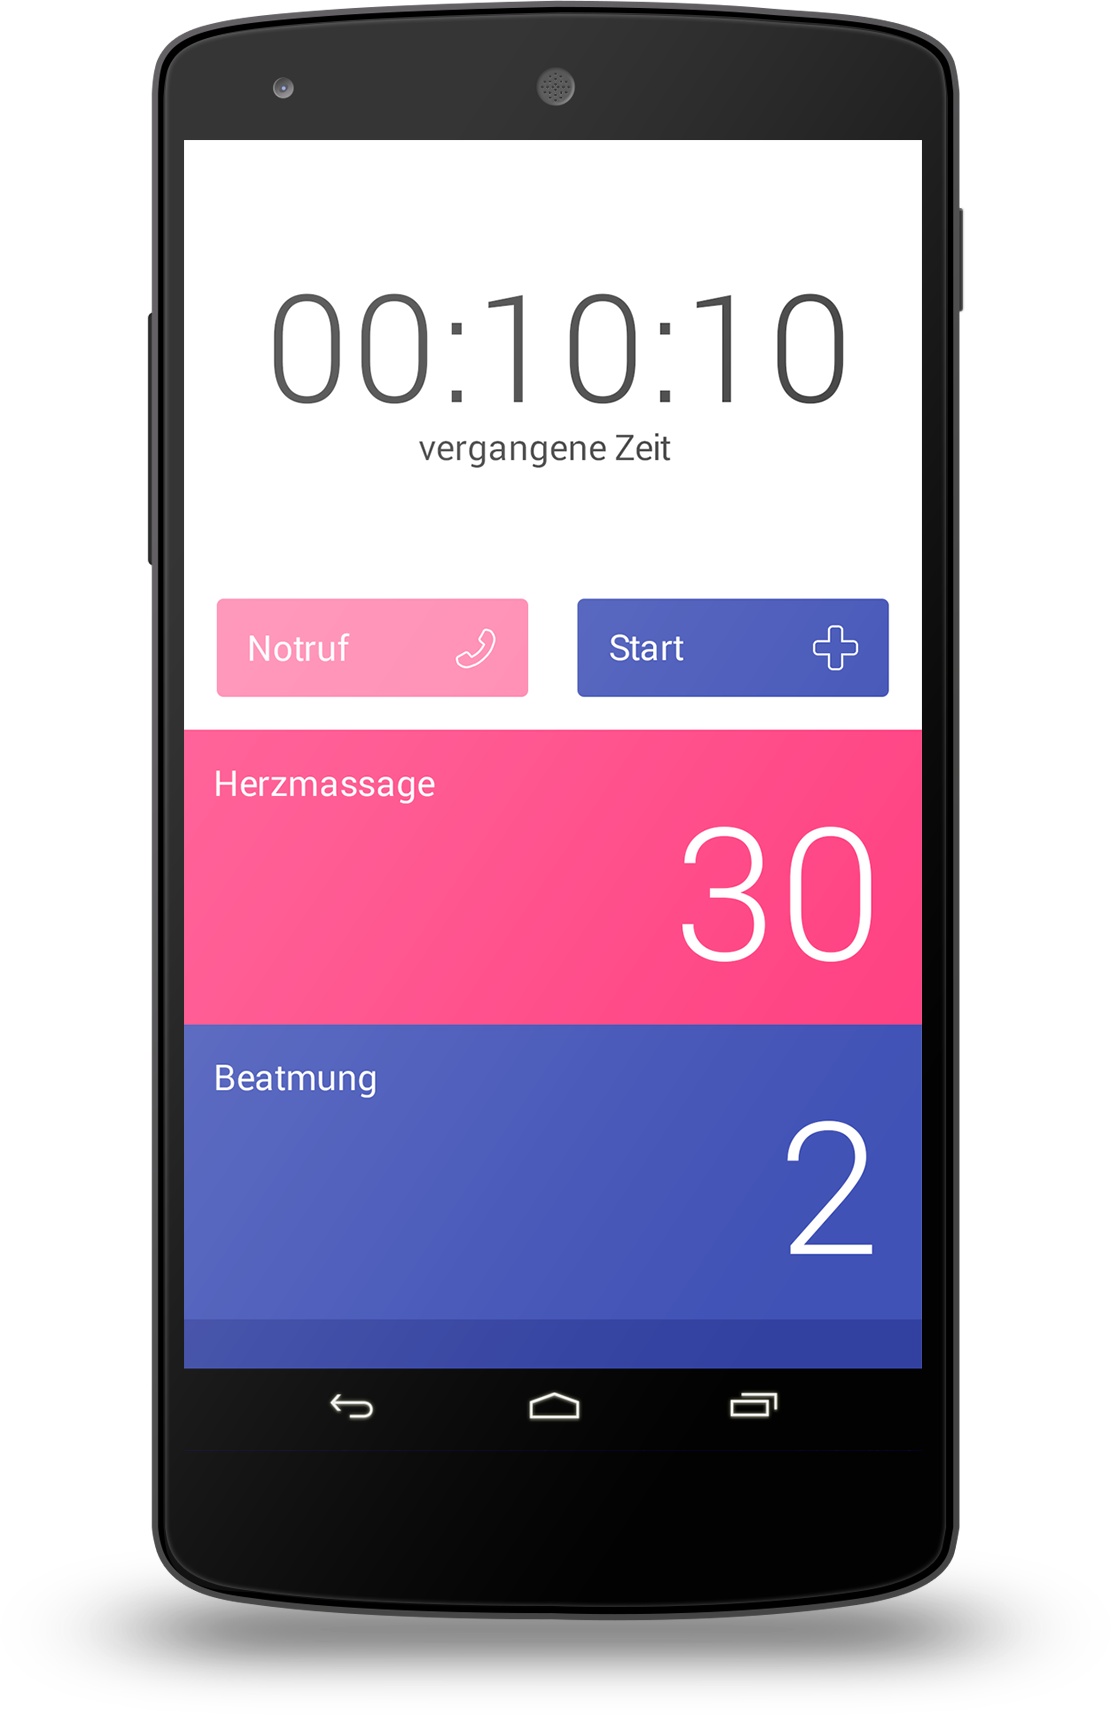 00:10:10
vergangene Zeit
Notruf
Start
Herzmassage
30
Beatmung
2